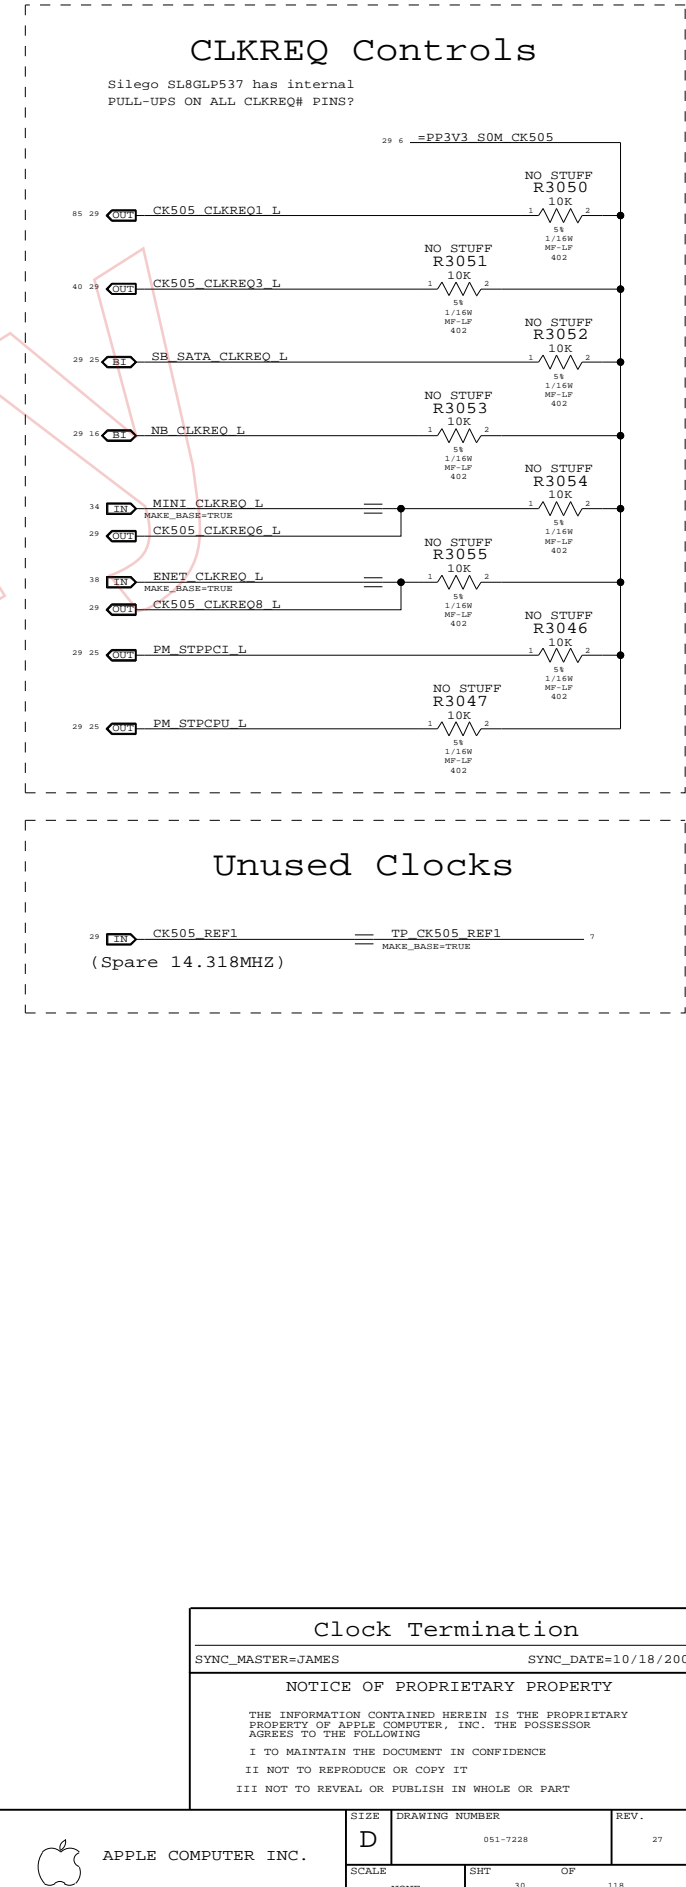 CLKREQ Controls
Silego SL8GLP537 has internal
PULL-UPS ON ALL CLKREQ# PINS?
29 6 =PP3V3_S0M_CK505
NO STUFF
R3050
10K
85 29 OUT CK505_CLKREQ1_L 1 2
5%
1/16W
MF-LF
402
NO STUFF
R3051
10K
40 29 OUT CK505_CLKREQ3_L 1 2
5%
1/16W
MF-LF
402
NO STUFF
R3052
10K
29 25 BI SB_SATA_CLKREQ_L 1 2
5%
1/16W
MF-LF
402
NO STUFF
R3053
10K
29 16 BI NB_CLKREQ_L 1 2
5%
1/16W
MF-LF
402
NO STUFF
R3054
10K
34 IN MINI_CLKREQ_L 1 2
MAKE_BASE=TRUE
5%
1/16W
MF-LF
402
29 OUT CK505_CLKREQ6_L
NO STUFF
R3055
10K
38 IN ENET_CLKREQ_L 1 2
MAKE_BASE=TRUE
5%
1/16W
MF-LF
402
29 OUT CK505_CLKREQ8_L
NO STUFF
R3046
10K
29 25 OUT PM_STPPCI_L 1 2
5%
1/16W
MF-LF
402
NO STUFF
R3047
10K
29 25 OUT PM_STPCPU_L 1 2
5%
1/16W
MF-LF
402
Unused Clocks
29 IN CK505_REF1 TP_CK505_REF1 7
MAKE_BASE=TRUE
(Spare 14.318MHZ)
Clock Termination
SYNC_MASTER=JAMES SYNC_DATE=10/18/200
NOTICE OF PROPRIETARY PROPERTY
THE INFORMATION CONTAINED HEREIN IS THE PROPRIETARY
PROPERTY OF APPLE COMPUTER, INC. THE POSSESSOR
AGREES TO THE FOLLOWING
I TO MAINTAIN THE DOCUMENT IN CONFIDENCE
II NOT TO REPRODUCE OR COPY IT
III NOT TO REVEAL OR PUBLISH IN WHOLE OR PART
APPLE COMPUTER INC.
SIZE DRAWING NUMBER REV.
D 051-7228 27
SCALE SHT OF
NONE 30 118